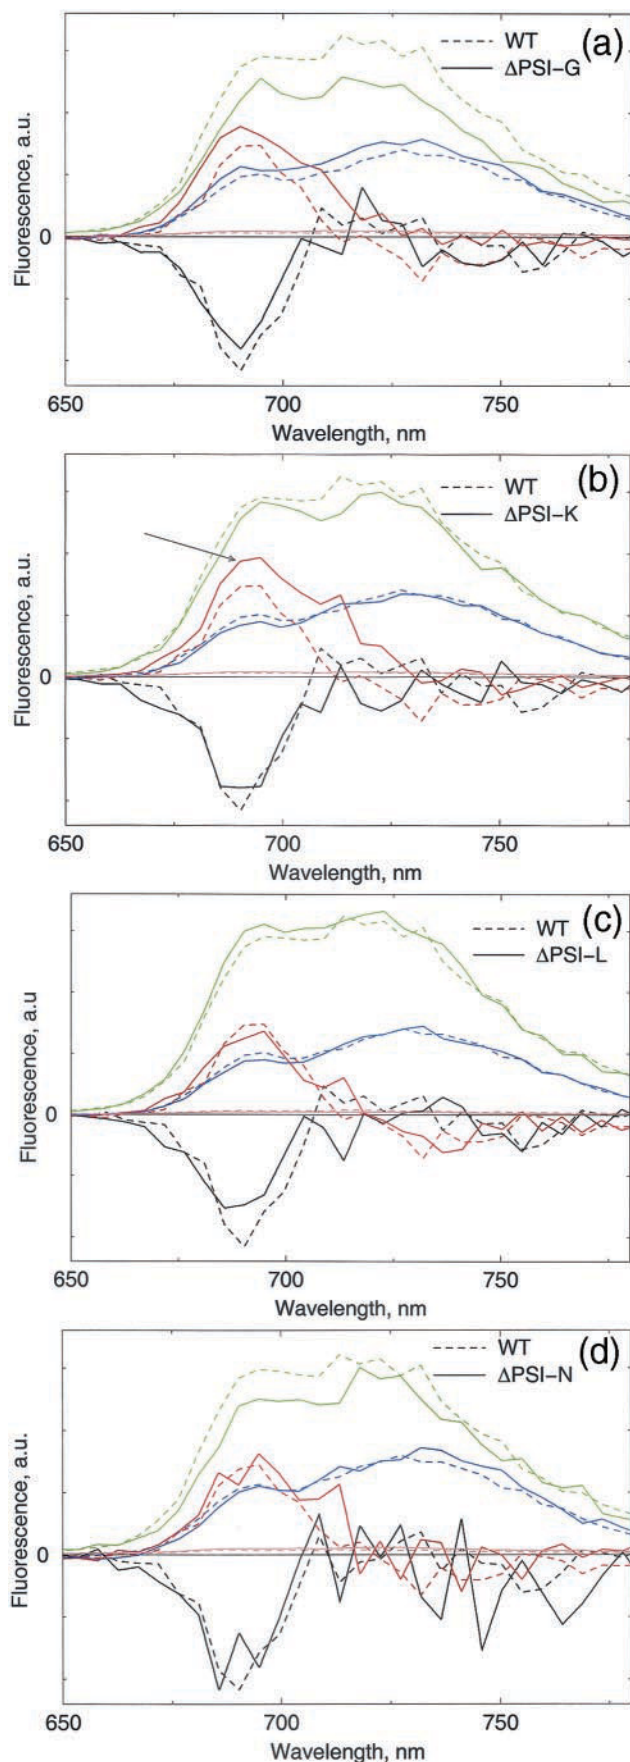 (a)
WT
ΔPSI–G
Fluorescence, a.u.
0
650
700
750
Wavelength, nm
(b)
WT
ΔPSI–K
Fluorescence, a.u.
0
650
700
750
Wavelength, nm
(c)
WT
ΔPSI–L
Fluorescence, a.u
0
650
700
750
Wavelength, nm
(d)
WT
ΔPSI–N
Fluorescence, a.u.
0
650
700
750
Wavelength, nm